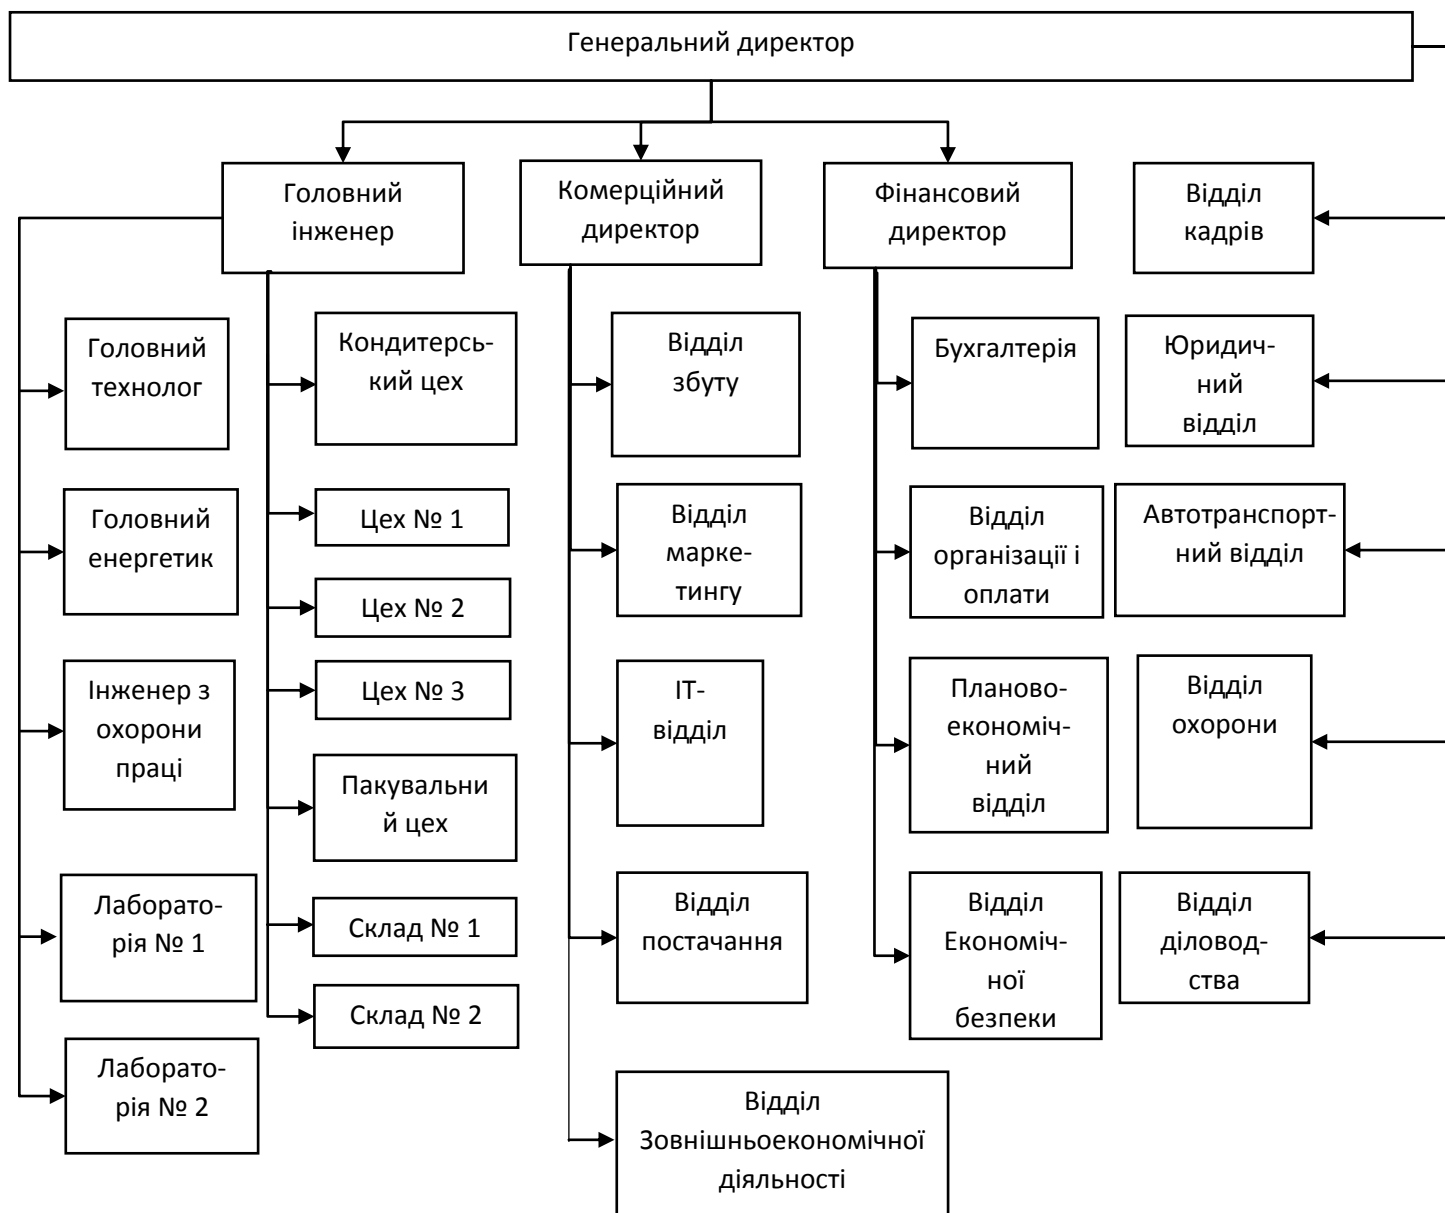 Генеральний директор
Головний
інженер
Комерційний
директор
Фінансовий
директор
Відділ
кадрів
Головний
технолог
Кондитерсь-
кий цех
Відділ
збуту
Бухгалтерія
Юридич-
ний
відділ
Головний
енергетик
Цех № 1
Цех № 2
Відділ
марке-
тингу
Відділ
організації і
оплати
Автотранспорт-
ний відділ
Інженер з
охорони
праці
Цех № 3
Пакувальни
й цех
ІТ-
відділ
Планово-
економіч-
ний
відділ
Відділ
охорони
Лаборато-
рія № 1
Склад № 1
Склад № 2
Відділ
постачання
Відділ
Економіч-
ної
безпеки
Відділ
діловод-
ства
Лаборато-
рія № 2
Відділ
Зовнішньоекономічної
діяльності